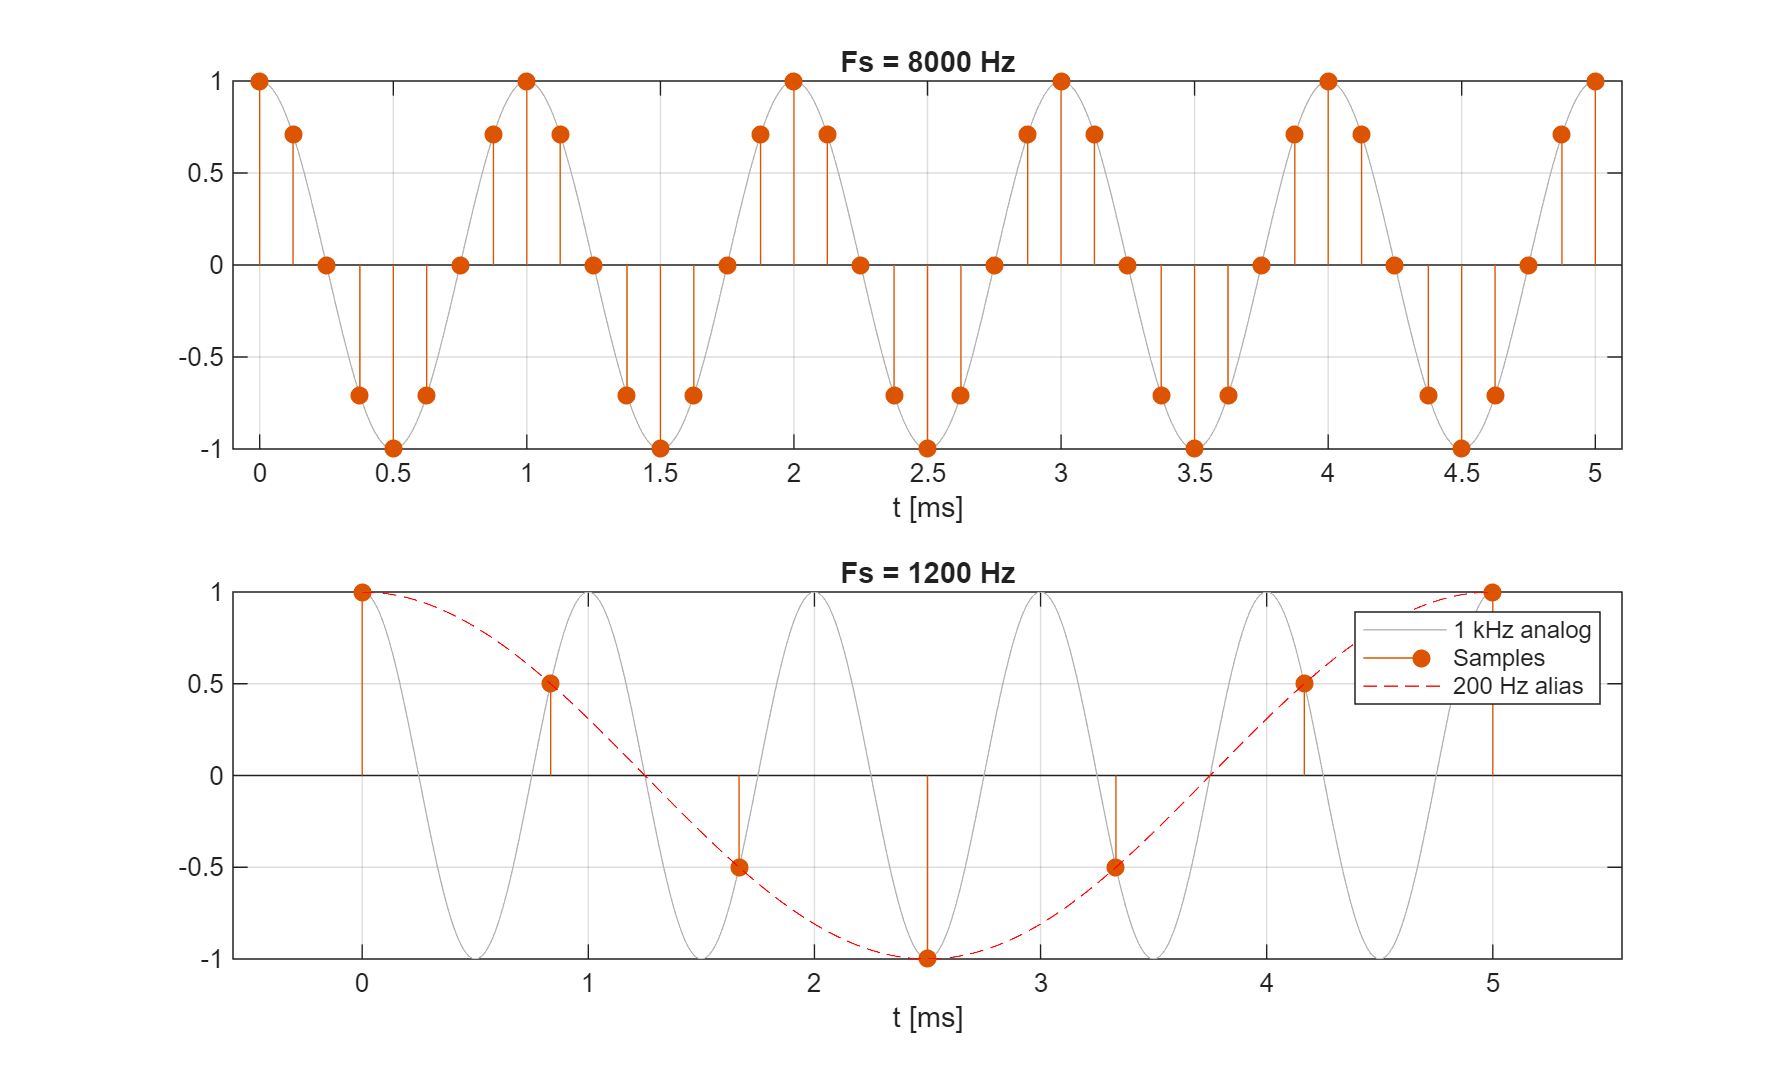 Fs = 8000 Hz
1
0.5
0
-0.5
-1
0 0.5 1 1.5 2 2.5 3 3.5 4 4.5 5
t [ms]
Fs = 1200 Hz
1
0.5
0
-0.5
-1
1 kHz analog
Samples
200 Hz alias
0 1 2 3 4 5
t [ms]